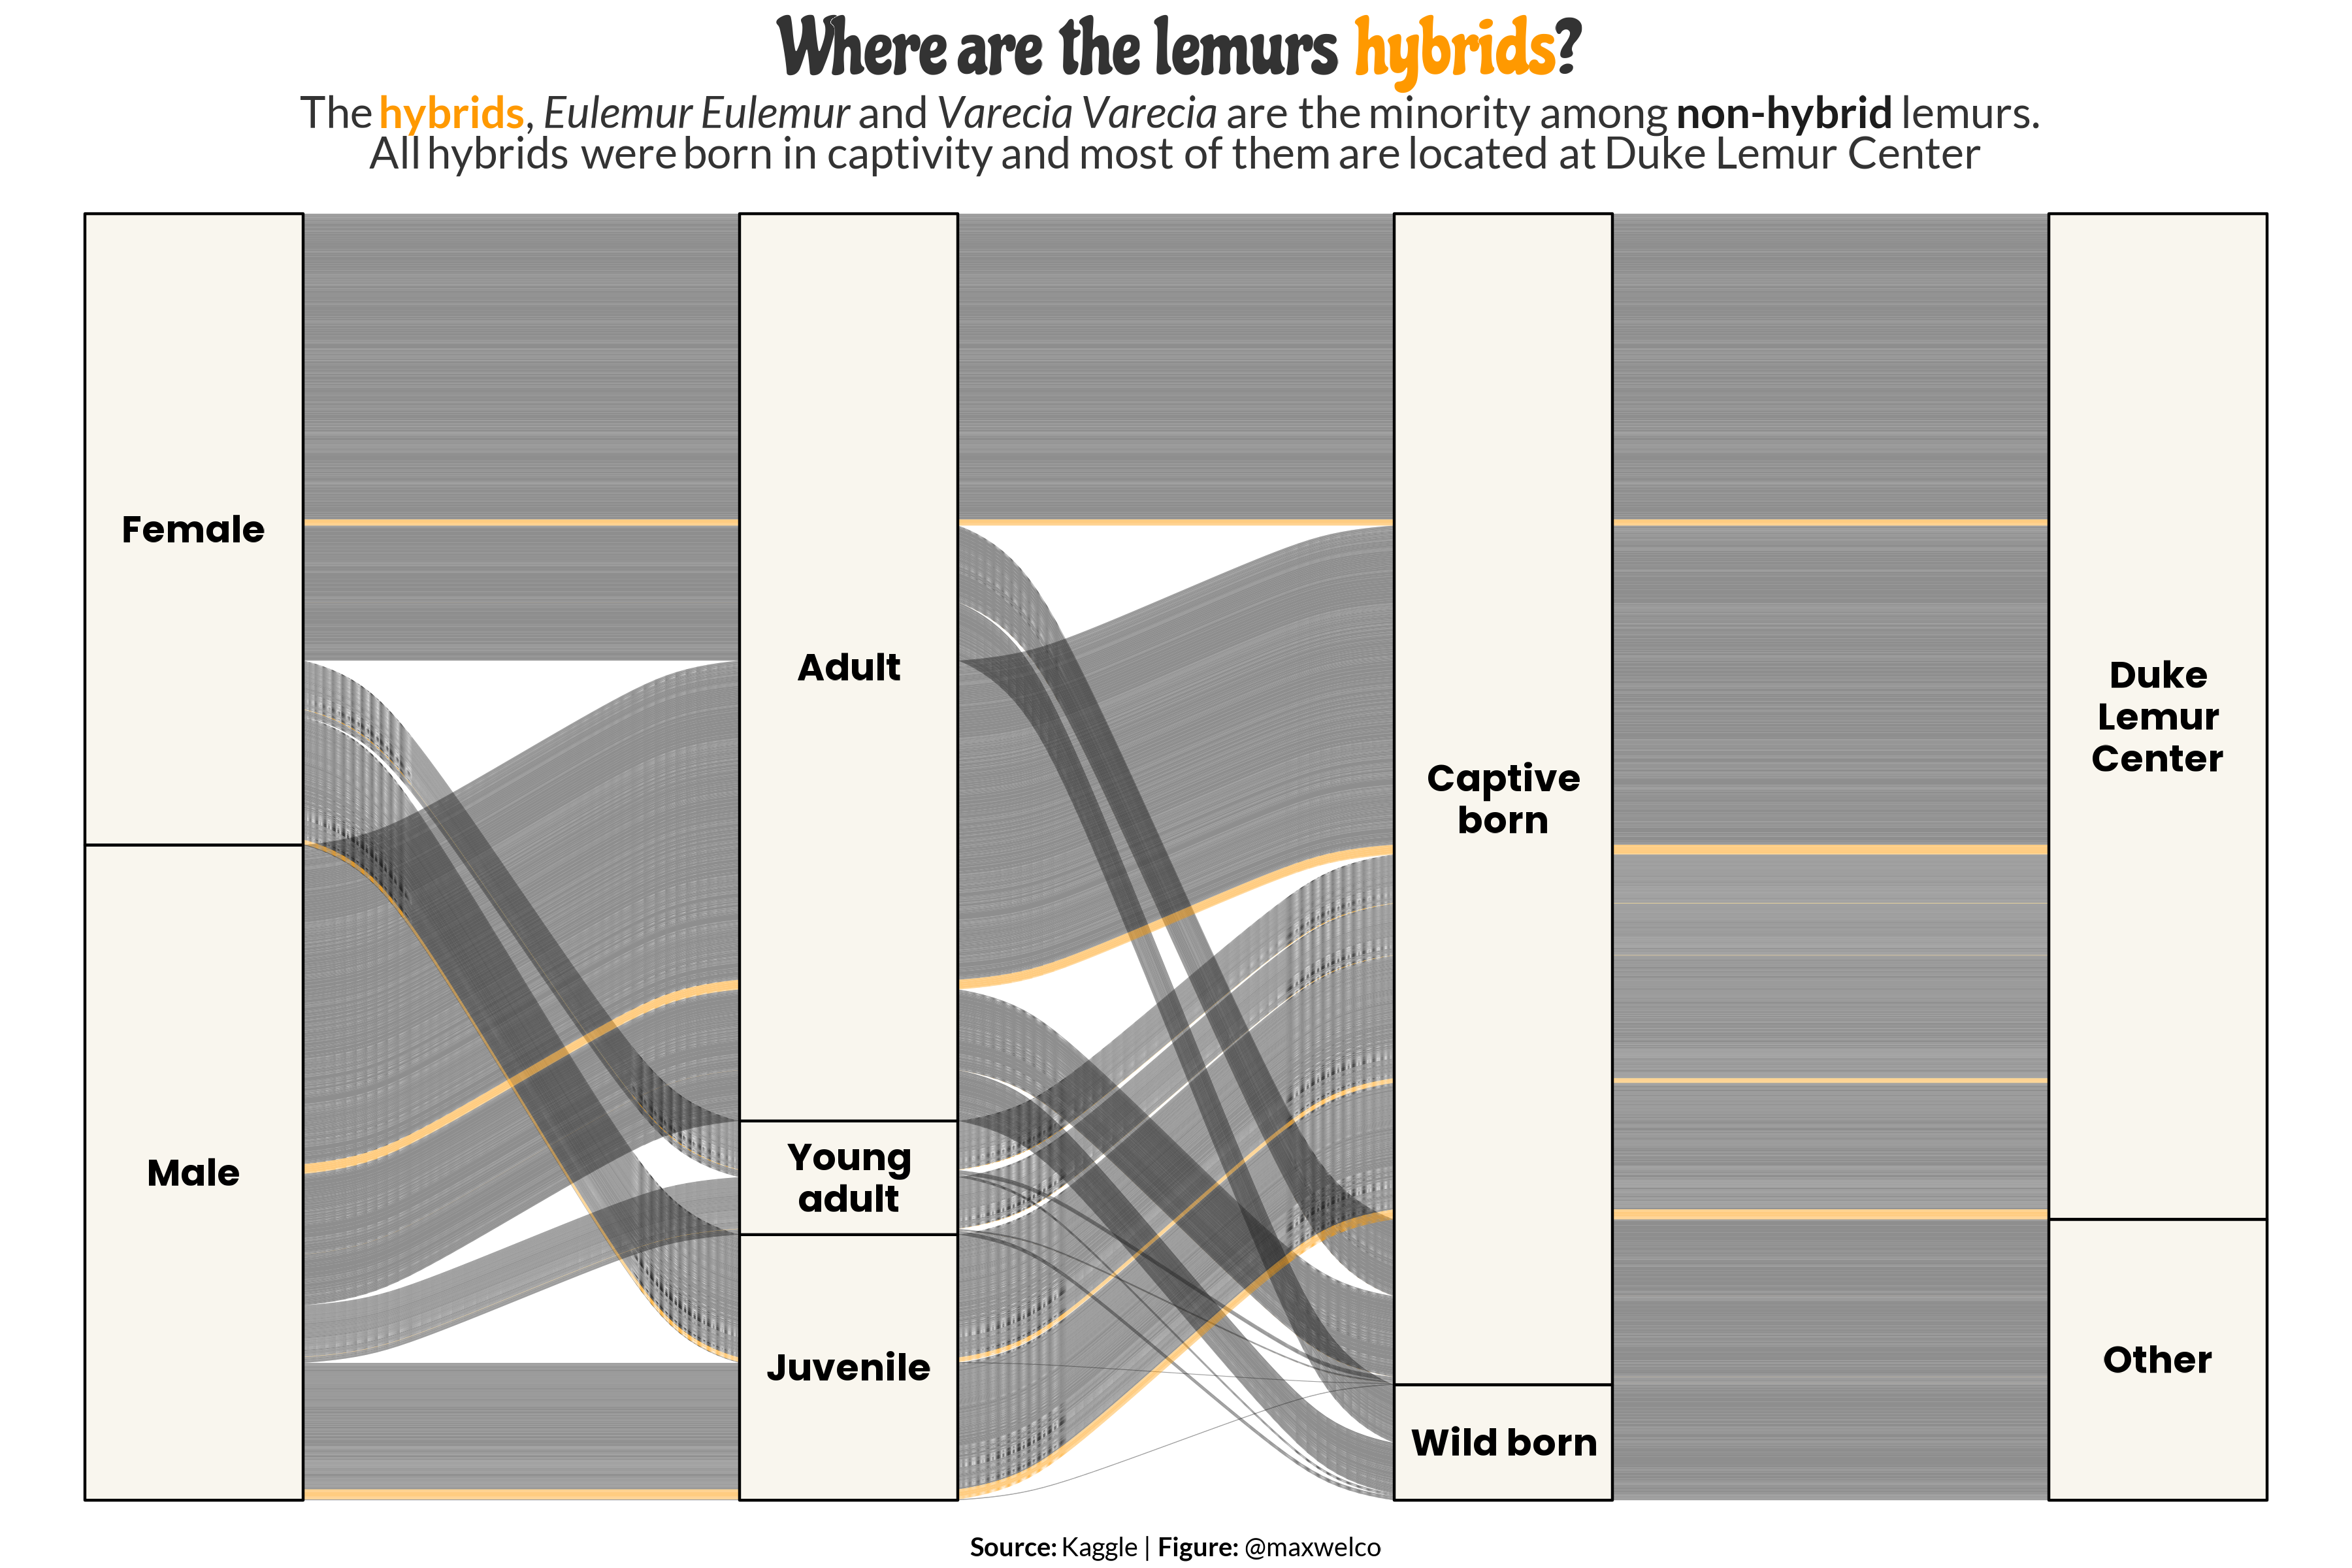 Where are the lemurs hybrids?
The hybrids, Eulemur Eulemur and Varecia Varecia are the minority among non-hybrid lemurs.
All hybrids were born in captivity and most of them are located at Duke Lemur Center
Female
Male
Adult
Young
adult
Juvenile
Captive
born
Wild born
Duke
Lemur
Center
Other
Source: Kaggle | Figure: @maxwelco